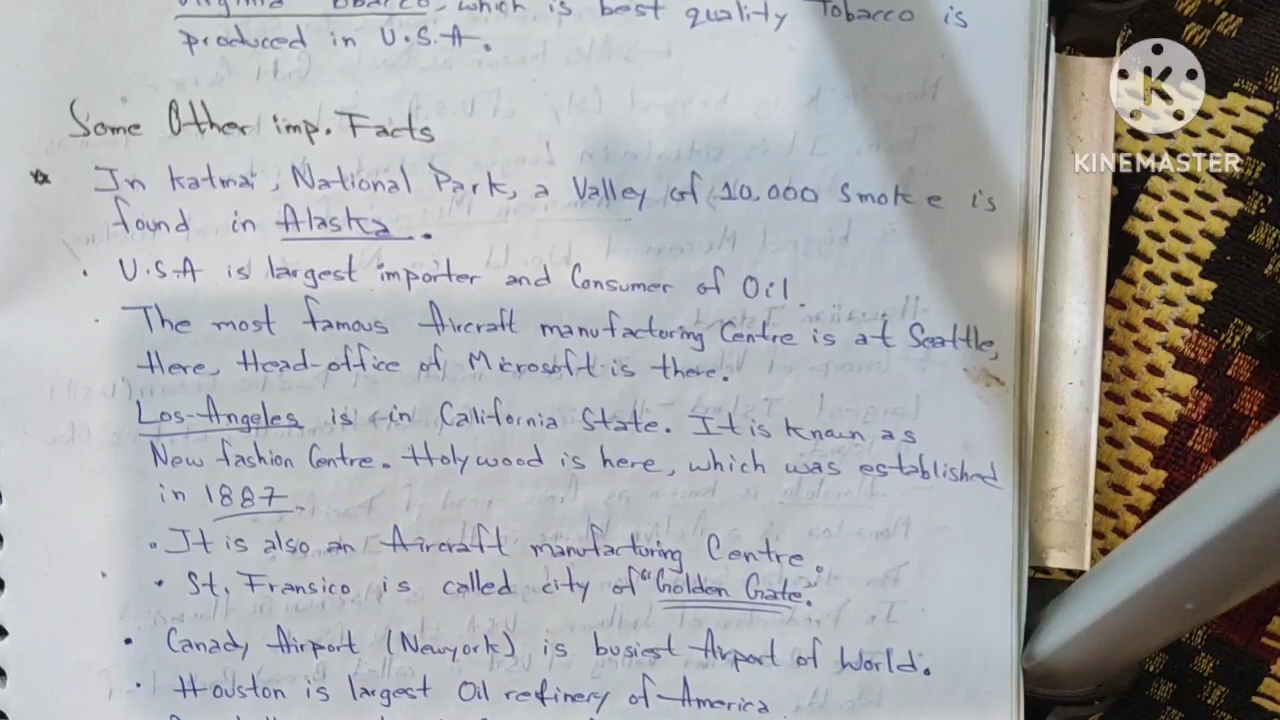 Tobacco, which is best quality Tobacco is
produced in U.S.A.
Some Other imp. Facts
In Katmai, National Park, a Valley of 10,000 Smoke is
found in Alaska.
U.S.A is largest importer and Consumer of Oil.
The most famous Aircraft manufactoring Centre is at Seattle,
Here, Head-office of Microsoft is there.
Los-Angeles is in California State. It is known as
New fashion Centre. Holywood is here, which was established
in 1887.
It is also an Aircraft manufacturing Centre.
St. Fransico is called city of "Golden Gate."
Canady Airport (Newyork) is busiest Airport of World.
Houston is largest Oil refinery of America
K
KINEMASTER